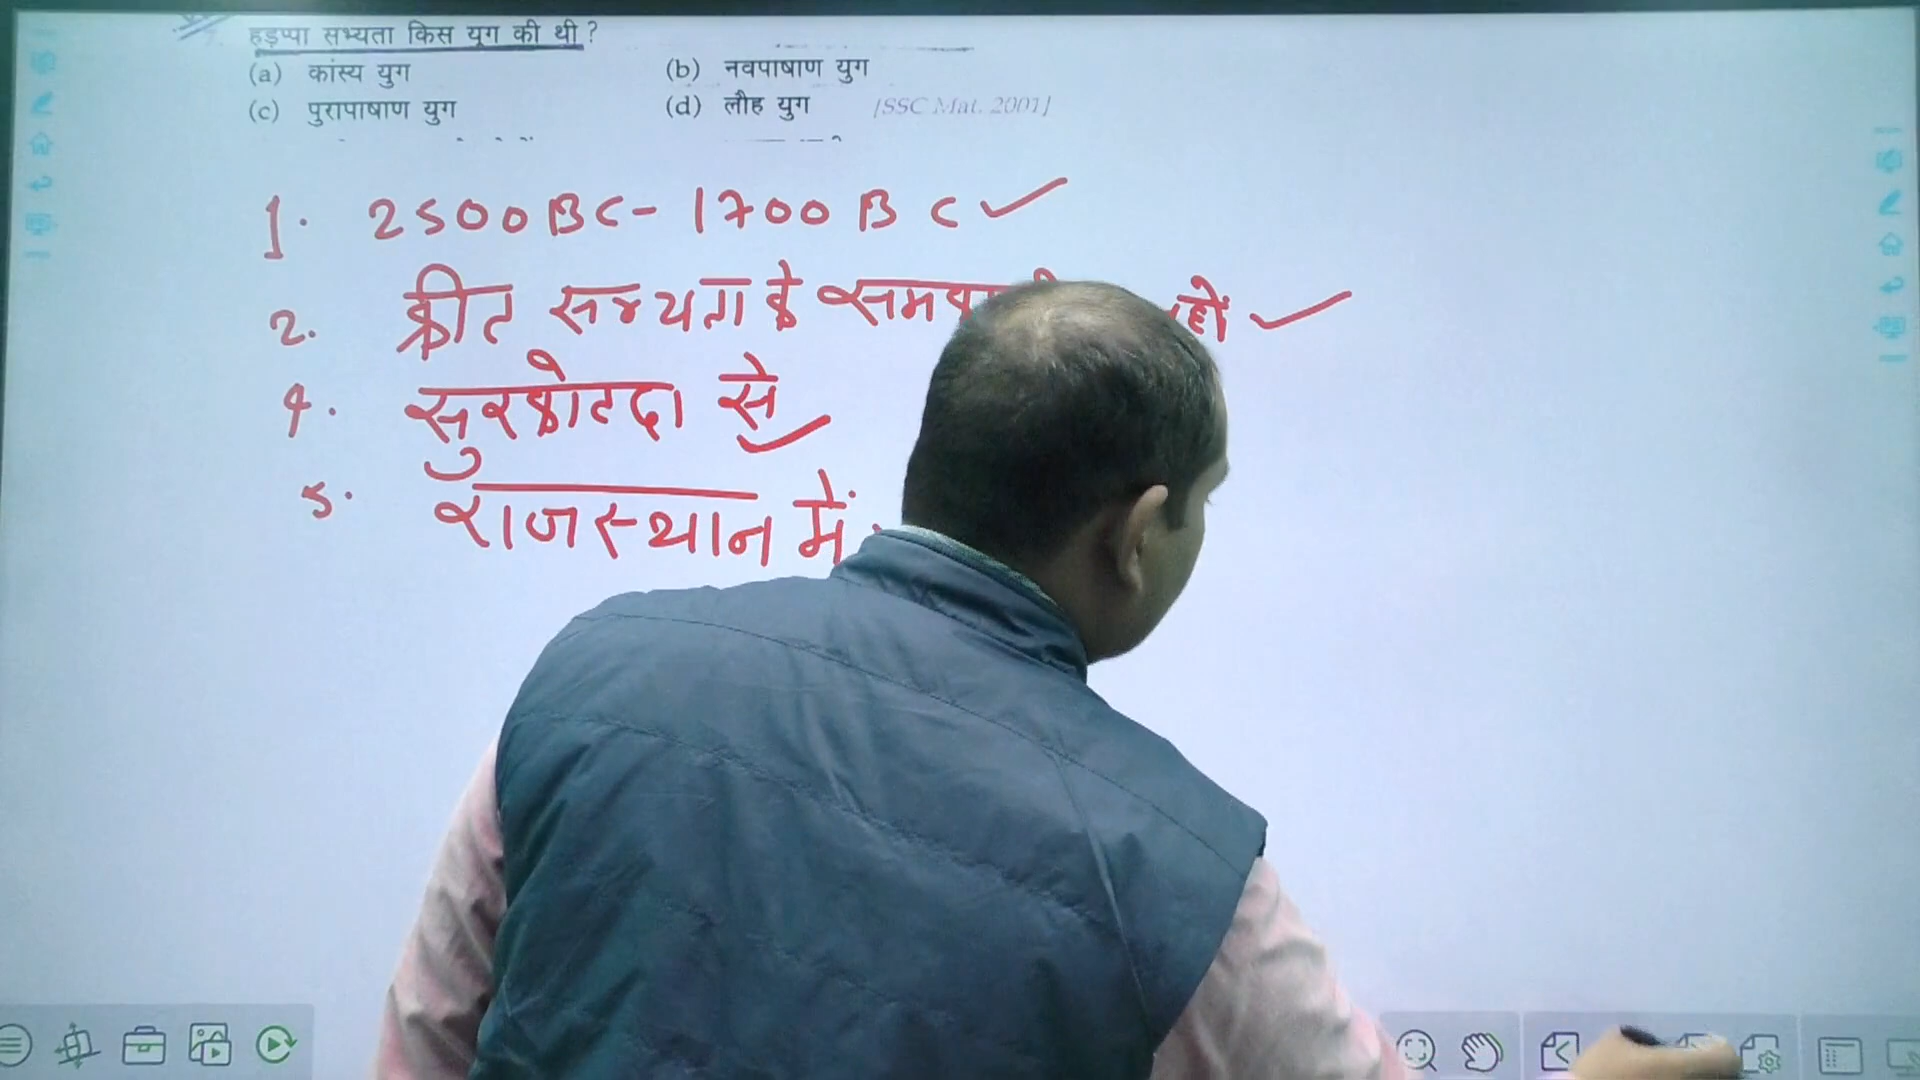 हड़प्पा सभ्यता किस युग की थी ?
(a) कांस्य युग (b) नवपाषाण युग
(c) पुरापाषाण युग (d) लौह युग [SSC Mat. 2001]
1. 2500 BC - 1700 BC ✓
2. क्रीत सभ्यता के हों ✓
4. सुरकोटदा से ✓
5. राजस्थान में